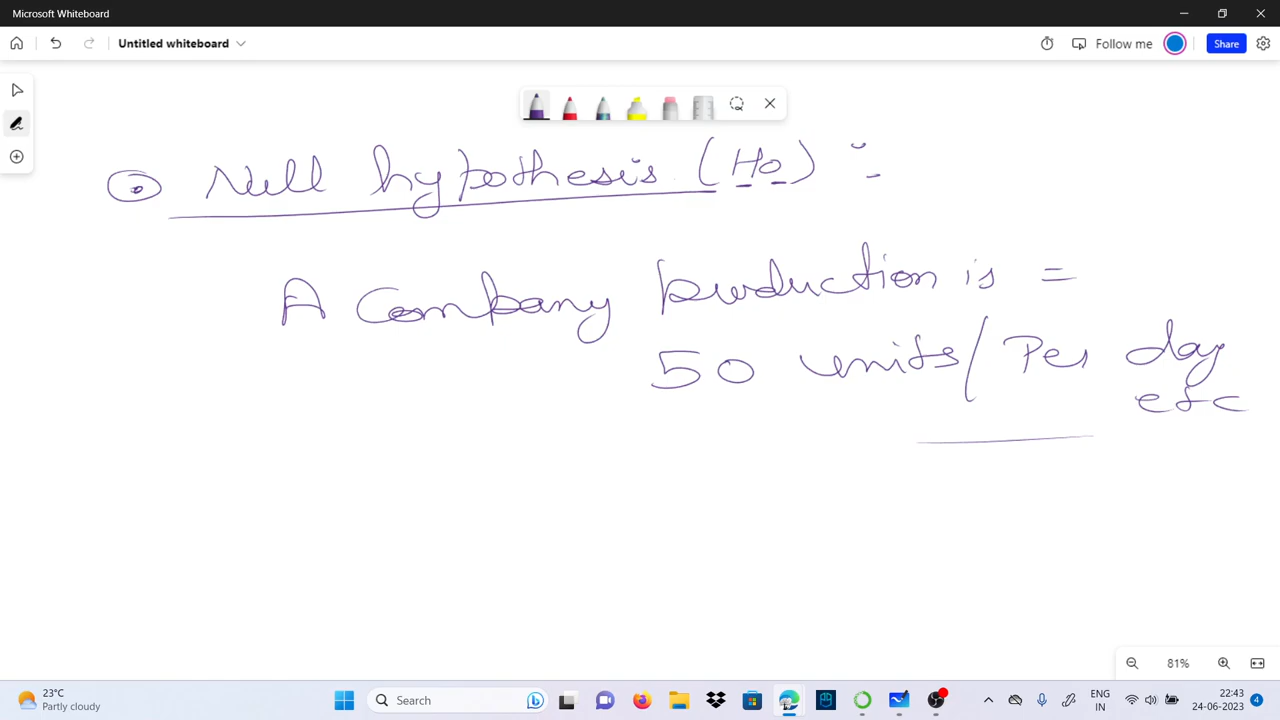 Microsoft Whiteboard
Untitled whiteboard
Follow me
Share
Null hypothesis (Ho) :-
A Company production is =
50 units/ Per day
etc
81%
23°C
Partly cloudy
Search
ENG
IN
22:43
24-06-2023
4